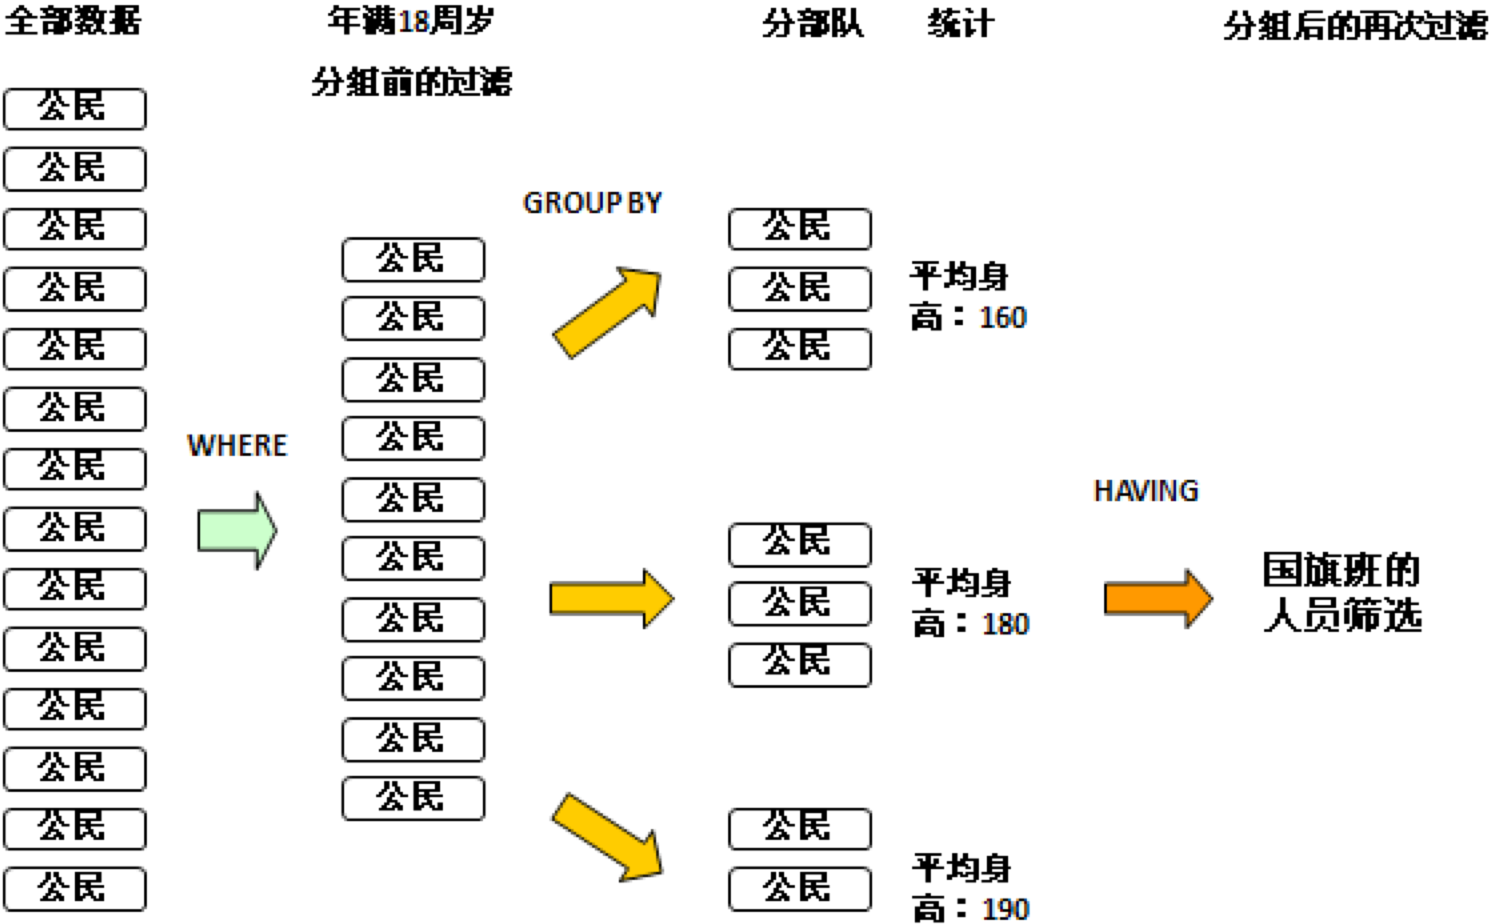 全部数据
公民
公民
公民
公民
公民
公民
公民
公民
公民
公民
公民
公民
公民
公民
WHERE
年满18周岁
分组前的过滤
公民
公民
公民
公民
公民
公民
公民
公民
公民
公民
GROUP BY
分部队
统计
公民
公民
公民
平均身
高：160
公民
公民
公民
平均身
高：180
公民
公民
平均身
高：190
HAVING
分组后的再次过滤
国旗班的
人员筛选